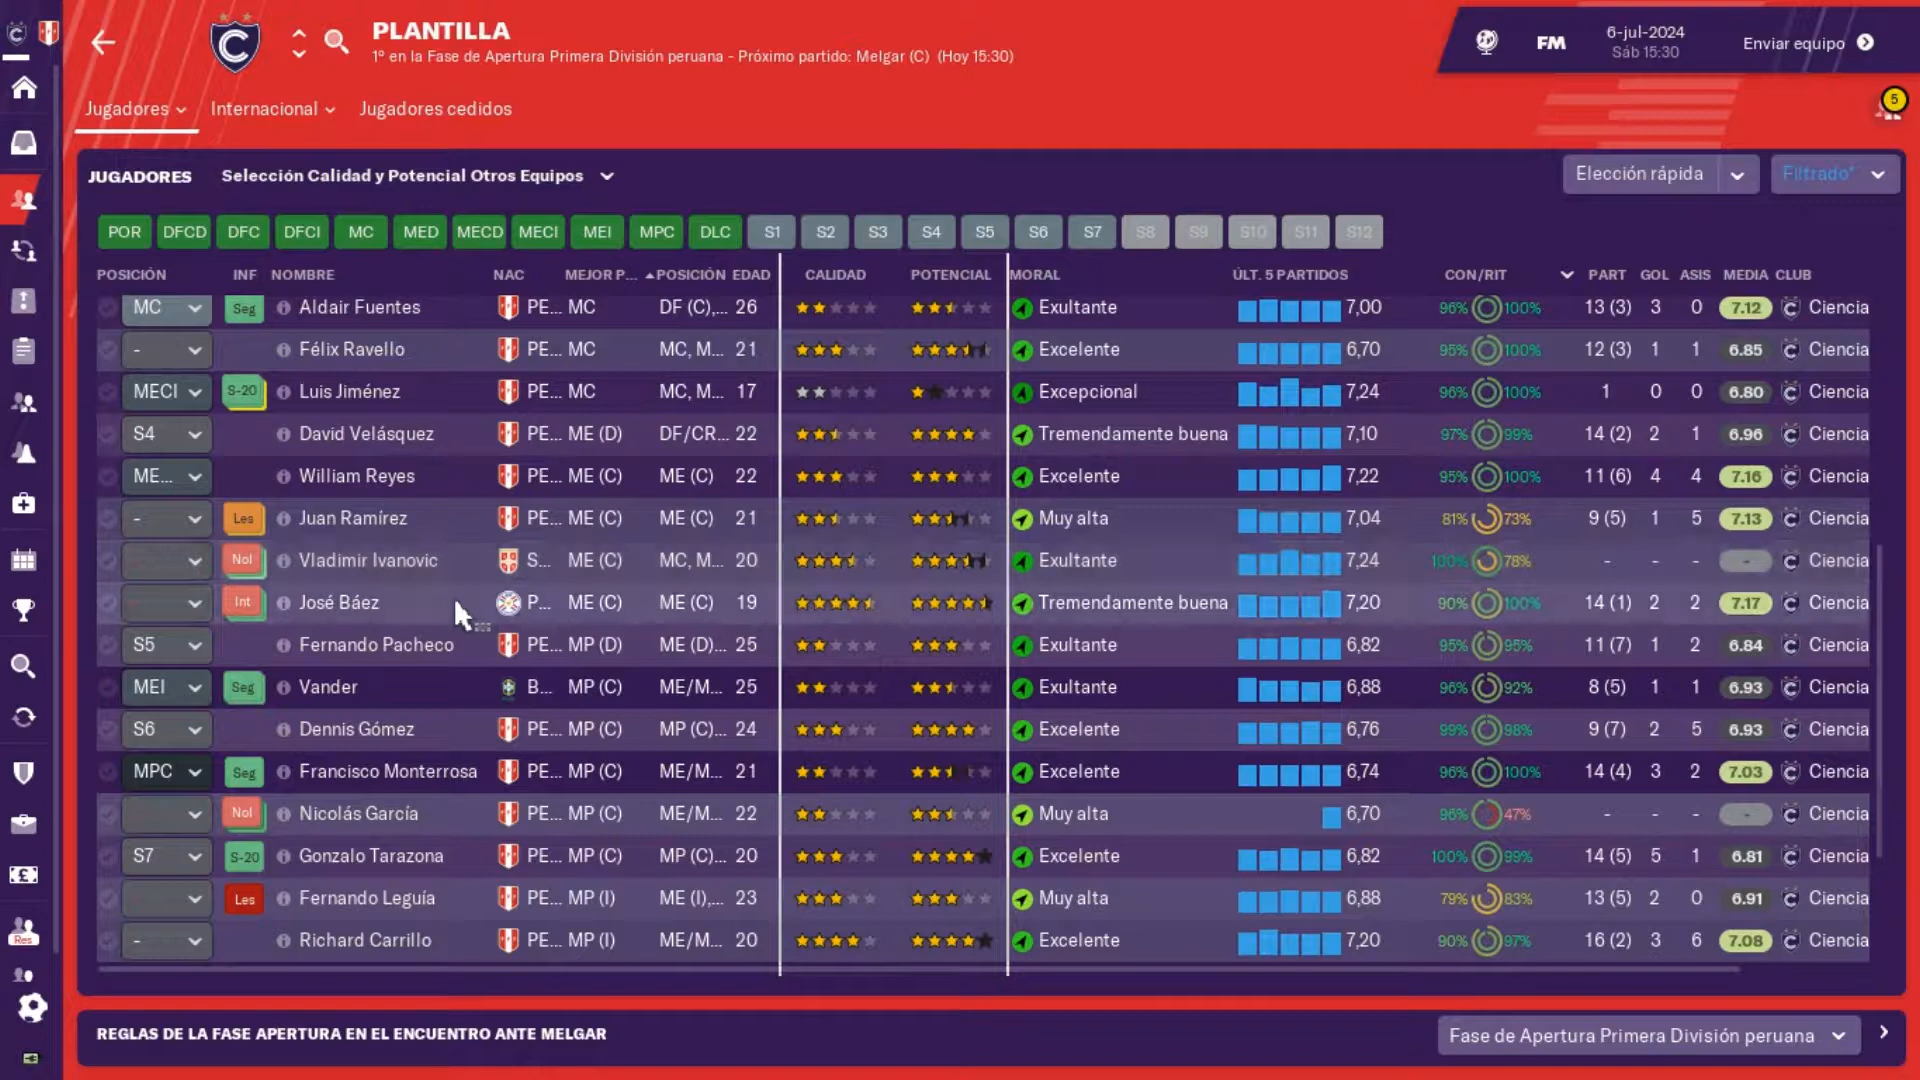 PLANTILLA
1º en la Fase de Apertura Primera División peruana - Próximo partido: Melgar (C) (Hoy 15:30)
FM
6-jul-2024
Sáb 15:30
Enviar equipo
Jugadores
Internacional
Jugadores cedidos
5
JUGADORES
Selección Calidad y Potencial Otros Equipos
Elección rápida
Filtrado*
POR DFCD DFC DFCI MC MED MECD MECI MEI MPC DLC S1 S2 S3 S4 S5 S6 S7 S8 S9 S10 S11 S12
POSICIÓN INF NOMBRE NAC MEJOR P... POSICIÓN EDAD CALIDAD POTENCIAL MORAL ÚLT. 5 PARTIDOS CON/RIT PART GOL ASIS MEDIA CLUB
MC Seg Aldair Fuentes PE... MC DF (C),... 26 Exultante 7,00 96% 100% 13 (3) 3 0 7.12 Ciencia
- Félix Ravello PE... MC MC, M... 21 Excelente 6,70 95% 100% 12 (3) 1 1 6.85 Ciencia
MECI S-20 Luis Jiménez PE... MC MC, M... 17 Excepcional 7,24 96% 100% 1 0 0 6.80 Ciencia
S4 David Velásquez PE... ME (D) DF/CR... 22 Tremendamente buena 7,10 97% 99% 14 (2) 2 1 6.96 Ciencia
ME... William Reyes PE... ME (C) ME (C) 22 Excelente 7,22 95% 100% 11 (6) 4 4 7.16 Ciencia
- Les Juan Ramírez PE... ME (C) ME (C) 21 Muy alta 7,04 81% 73% 9 (5) 1 5 7.13 Ciencia
Nol Vladimir Ivanovic S... ME (C) MC, M... 20 Exultante 7,24 100% 78% - - - - Ciencia
Int José Báez P... ME (C) ME (C) 19 Tremendamente buena 7,20 90% 100% 14 (1) 2 2 7.17 Ciencia
S5 Fernando Pacheco PE... MP (D) ME (D)... 25 Exultante 6,82 95% 95% 11 (7) 1 2 6.84 Ciencia
MEI Seg Vander B... MP (C) ME/M... 25 Exultante 6,88 96% 92% 8 (5) 1 1 6.93 Ciencia
S6 Dennis Gómez PE... MP (C) MP (C)... 24 Excelente 6,76 99% 98% 9 (7) 2 5 6.93 Ciencia
MPC Seg Francisco Monterrosa PE... MP (C) ME/M... 21 Excelente 6,74 96% 100% 14 (4) 3 2 7.03 Ciencia
Nol Nicolás García PE... MP (C) ME/M... 22 Muy alta 6,70 96% 47% - - - - Ciencia
S7 S-20 Gonzalo Tarazona PE... MP (C) MP (C)... 20 Excelente 6,82 100% 99% 14 (5) 5 1 6.81 Ciencia
Les Fernando Leguía PE... MP (I) ME (I),... 23 Muy alta 6,88 79% 83% 13 (5) 2 0 6.91 Ciencia
- Richard Carrillo PE... MP (I) ME/M... 20 Excelente 7,20 90% 97% 16 (2) 3 6 7.08 Ciencia
Res
REGLAS DE LA FASE APERTURA EN EL ENCUENTRO ANTE MELGAR
Fase de Apertura Primera División peruana